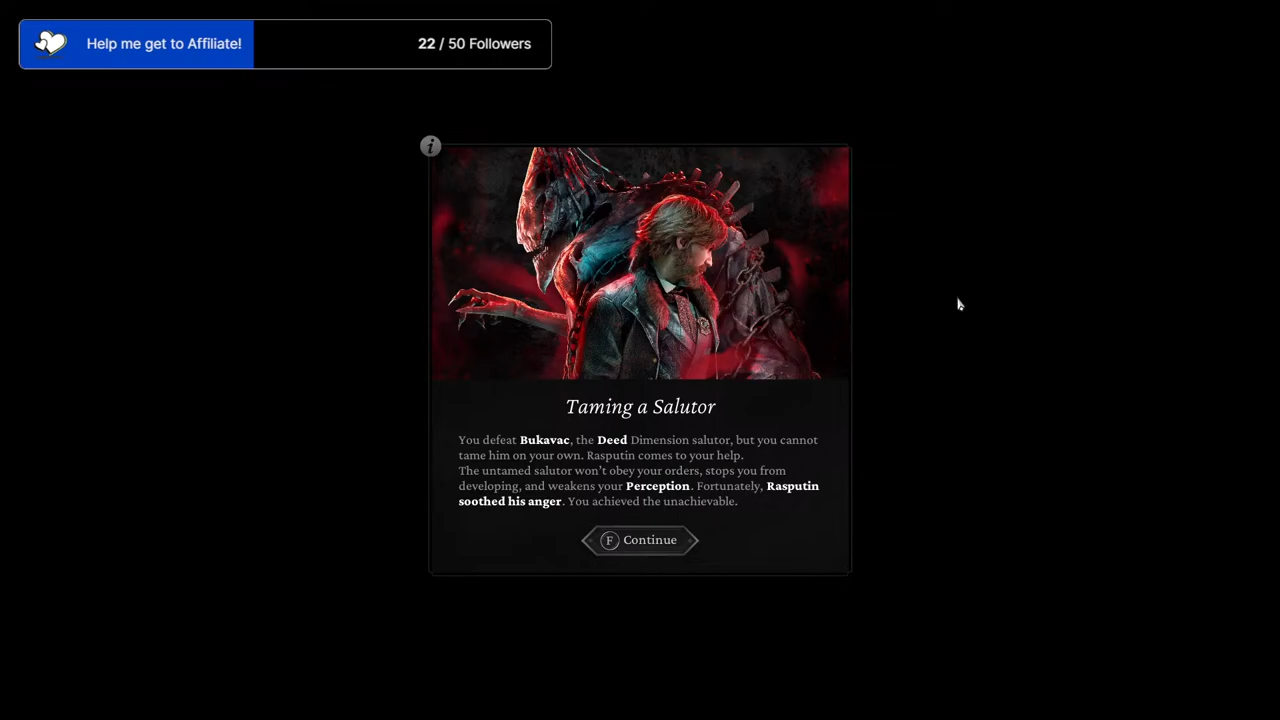 Help me get to Affiliate!
22 / 50 Followers
i
Taming a Salutor
You defeat Bukavac, the Deed Dimension salutor, but you cannot
tame him on your own. Rasputin comes to your help.
The untamed salutor won't obey your orders, stops you from
developing, and weakens your Perception. Fortunately, Rasputin
soothed his anger. You achieved the unachievable.
F Continue